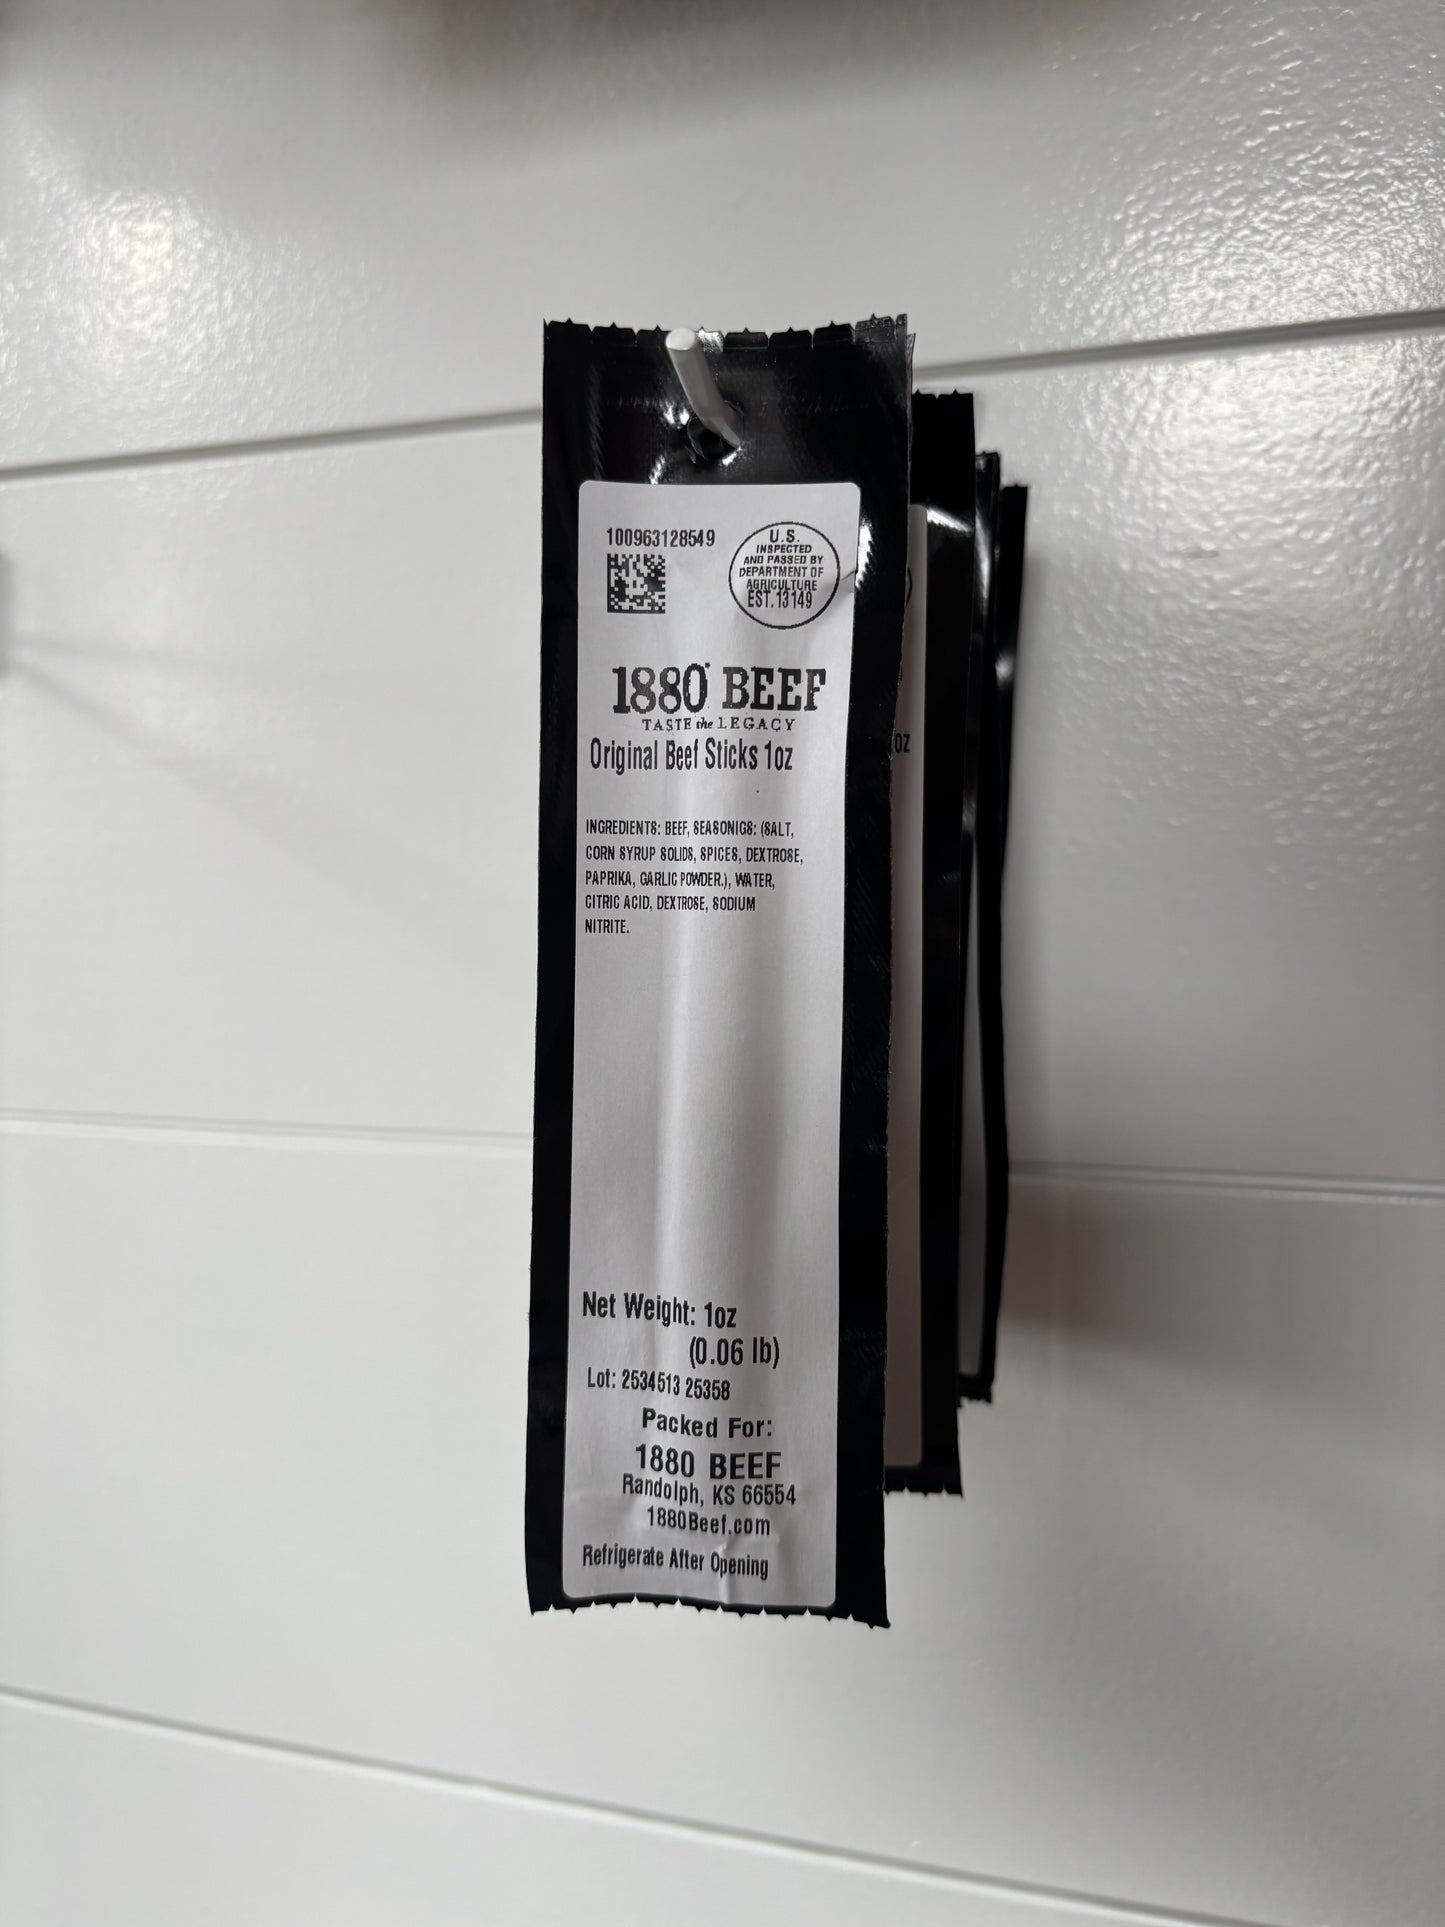 100963128549
U.S.
INSPECTED
AND PASSED BY
DEPARTMENT OF
AGRICULTURE
EST. 13149
1880 BEEF
TASTE the LEGACY
Original Beef Sticks 1oz
INGREDIENTS: BEEF, SEASONIGS: (SALT,
CORN SYRUP SOLIDS, SPICES, DEXTROSE,
PAPRIKA, GARLIC POWDER.), WATER,
CITRIC ACID, DEXTROSE, SODIUM
NITRITE.
Net Weight: 1oz
(0.06 lb)
Lot: 2534513 25358
Packed For:
1880 BEEF
Randolph, KS 66554
1880Beef.com
Refrigerate After Opening
oz